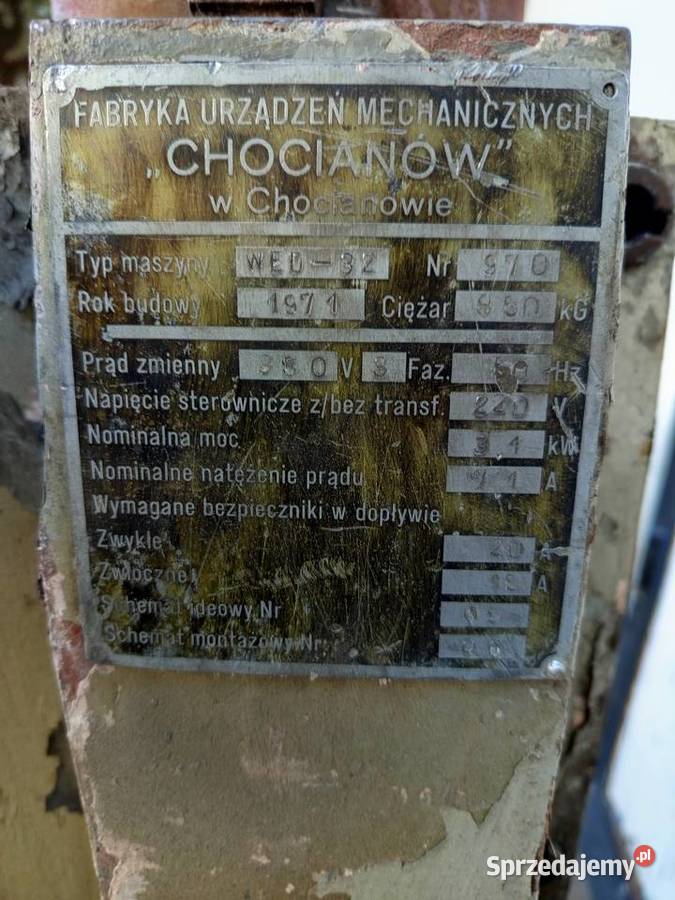 FABRYKA URZĄDZEŃ MECHANICZNYCH
„CHOCIANÓW”
w Chocianowie
Typ maszyny WED-32 Nr 970
Rok budowy 1971 Ciężar kG
Prąd zmienny 380 V 3 Faz. 50 Hz
Napięcie sterownicze z/bez transf. 220 V
Nominalna moc kW
Nominalne natężenie prądu A
Wymagane bezpieczniki w dopływie
Zwykłe 20 A
Zwłoczne A
Schemat ideowy Nr
Schemat montażowy Nr
Sprzedajemy.pl